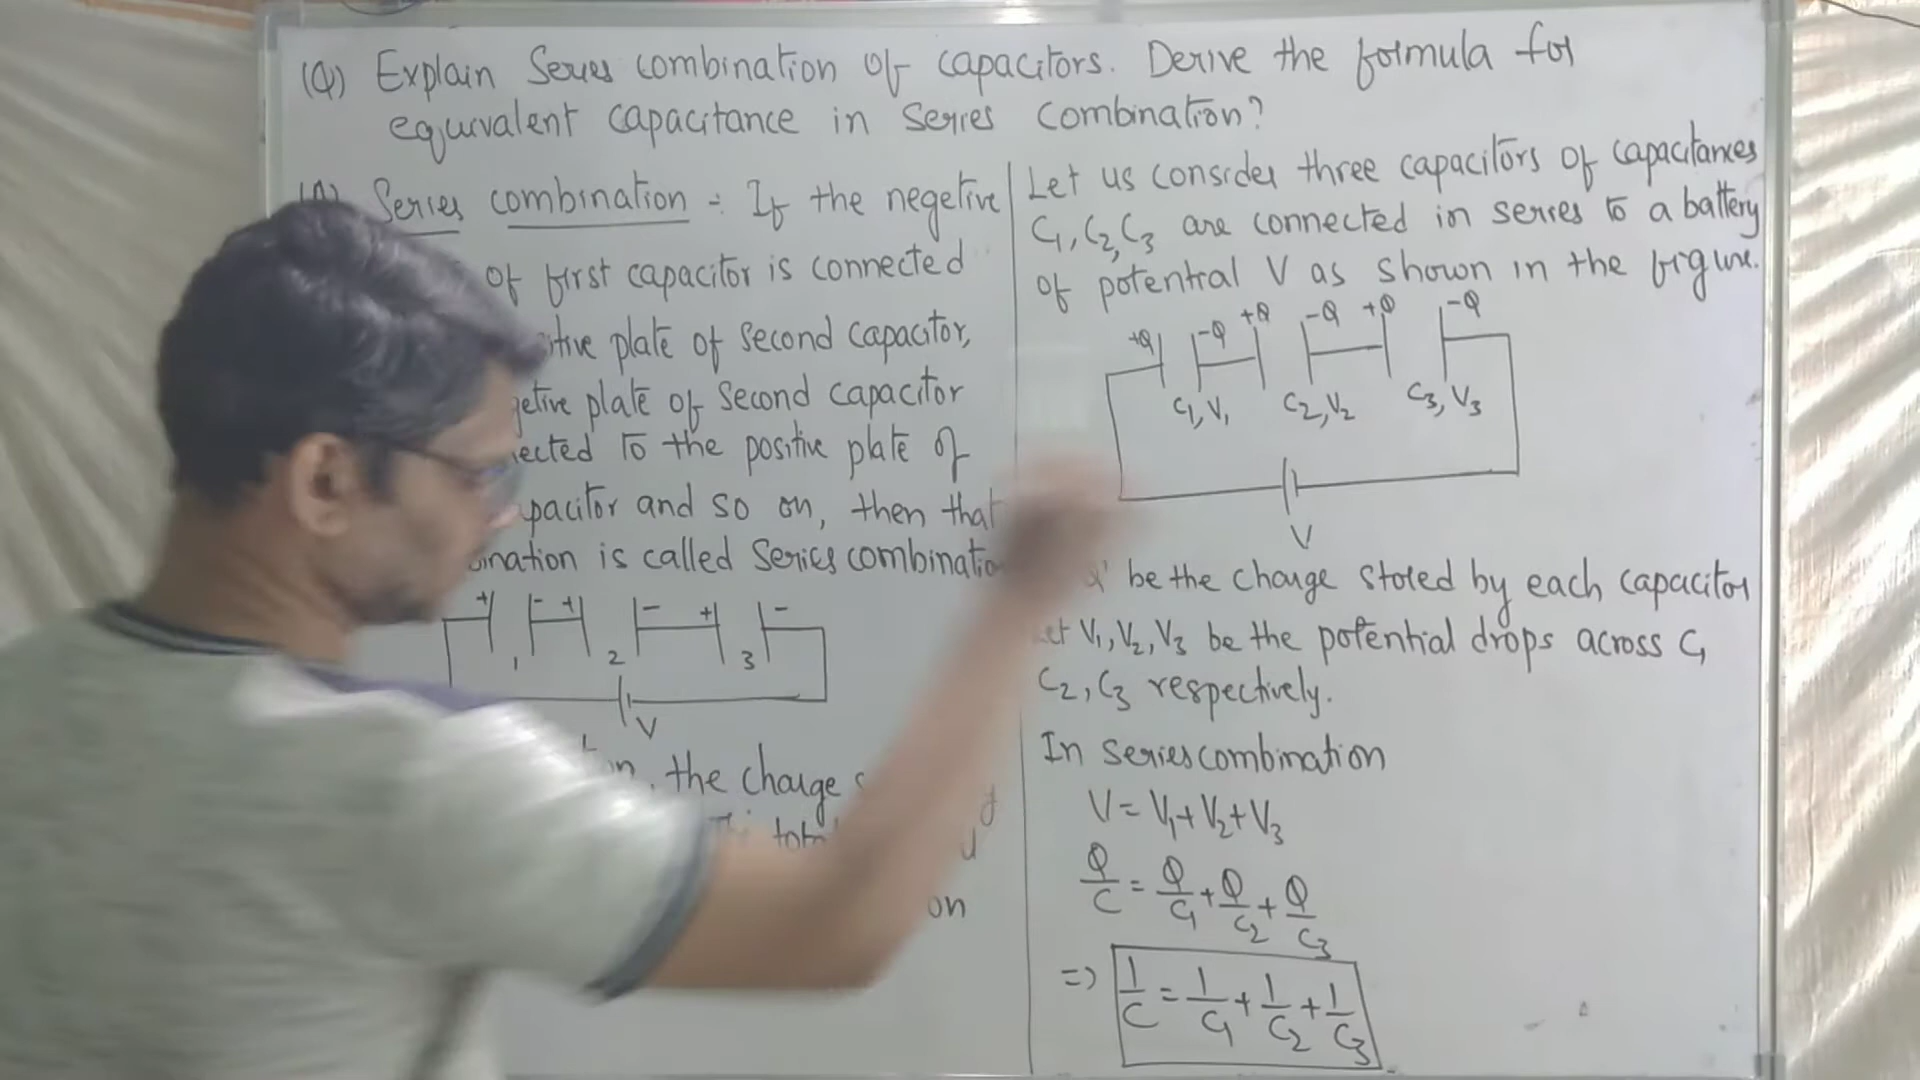 (Q) Explain Series combination of capacitors. Derive the formula for
equivalent capacitance in series combination?
Series combination :- If the negetive
of first capacitor is connected
plate of second capacitor,
plate of second capacitor
to the positive plate of
and so on, then that
is called Series combination
+ - + - + -
1 2 3
V
the charge
on
Let us consider three capacitors of capacitances
C1, C2, C3 are connected in series to a battery
of potential V as shown in the figure.
+Q -Q +Q -Q +Q -Q
C1, V1 C2, V2 C3, V3
V
be the charge stored by each capacitor
V1, V2, V3 be the potential drops across C1
C2, C3 respectively.
In series combination
V = V1 + V2 + V3
Q/C = Q/C1 + Q/C2 + Q/C3
=> 1/C = 1/C1 + 1/C2 + 1/C3